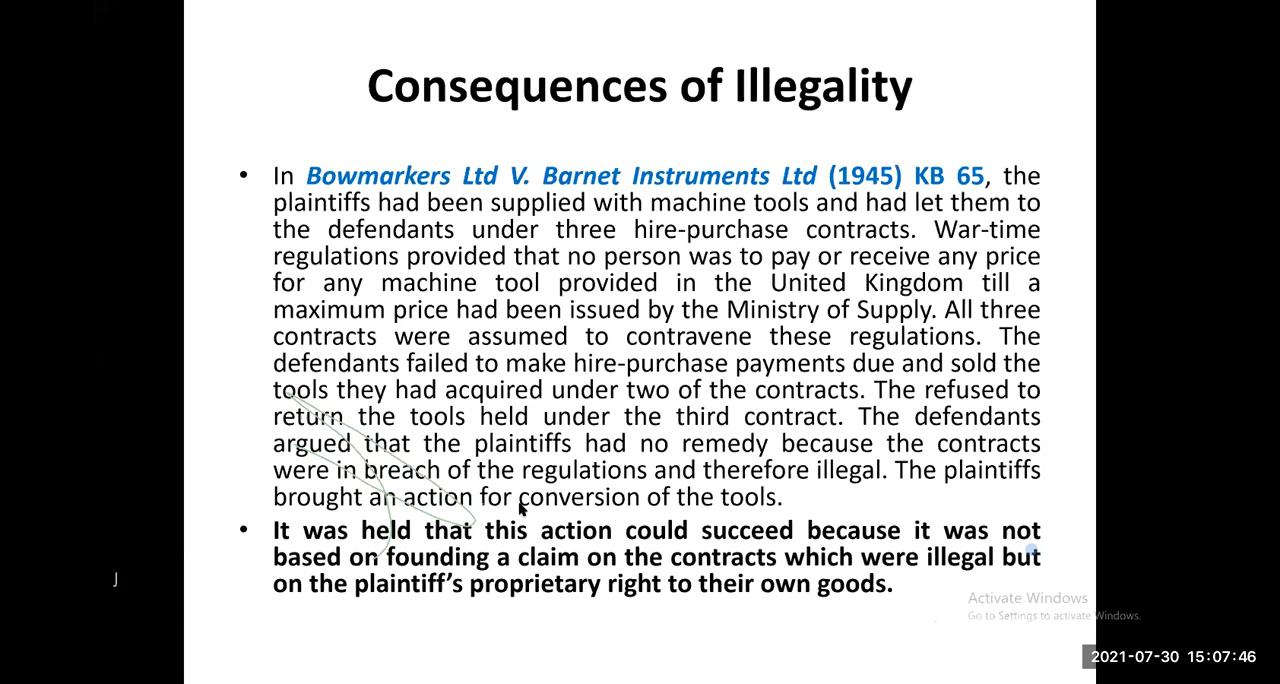 Consequences of Illegality
• In Bowmarkers Ltd V. Barnet Instruments Ltd (1945) KB 65, the
plaintiffs had been supplied with machine tools and had let them to
the defendants under three hire-purchase contracts. War-time
regulations provided that no person was to pay or receive any price
for any machine tool provided in the United Kingdom till a
maximum price had been issued by the Ministry of Supply. All three
contracts were assumed to contravene these regulations. The
defendants failed to make hire-purchase payments due and sold the
tools they had acquired under two of the contracts. The refused to
return the tools held under the third contract. The defendants
argued that the plaintiffs had no remedy because the contracts
were in breach of the regulations and therefore illegal. The plaintiffs
brought an action for conversion of the tools.
• It was held that this action could succeed because it was not
based on founding a claim on the contracts which were illegal but
on the plaintiff's proprietary right to their own goods.
J
Activate Windows
Go to Settings to activate Windows.
2021-07-30 15:07:46